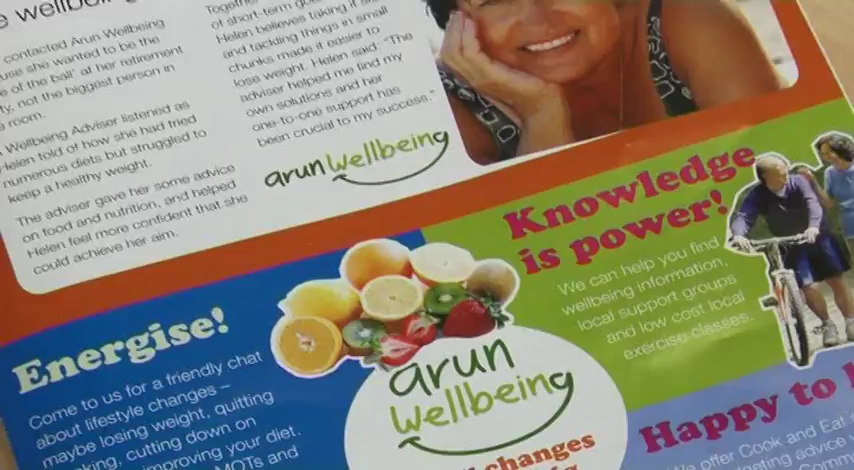 e wellbeing
contacted Arun Wellbeing
use she wanted to be the
e of the ball' at her retirement
ty, not the biggest person in
room.
Wellbeing Adviser listened as
Helen told of how she had tried
numerous diets but struggled to
keep a healthy weight.
The adviser gave her some advice
on food and nutrition, and helped
Helen feel more confident that she
could achieve her aim.
Together
of short-term
Helen believes taking it
and tackling things in small
chunks made it easier to
lose weight. Helen said: "The
adviser helped me find my
own solutions and her
one-to-one support has
been crucial to my success."
arun wellbeing
Knowledge
is power!
We can help you find
wellbeing information,
local support groups
and low cost local
exercise classes.
Energise!
Come to us for a friendly chat
about lifestyle changes –
maybe losing weight, quitting
king, cutting down on
improving your diet.
MOTs and
arun
wellbeing
changes
Happy to
offer Cook and Eat